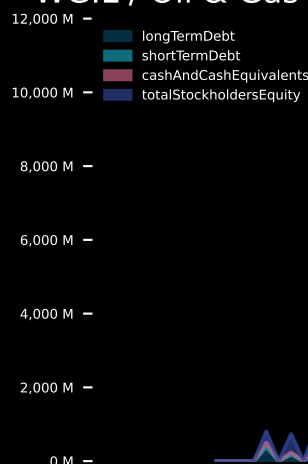 12,000 M
longTermDebt
shortTermDebt
cashAndCashEquivalents
totalStockholdersEquity
10,000 M
8,000 M
6,000 M
4,000 M
2,000 M
0 M